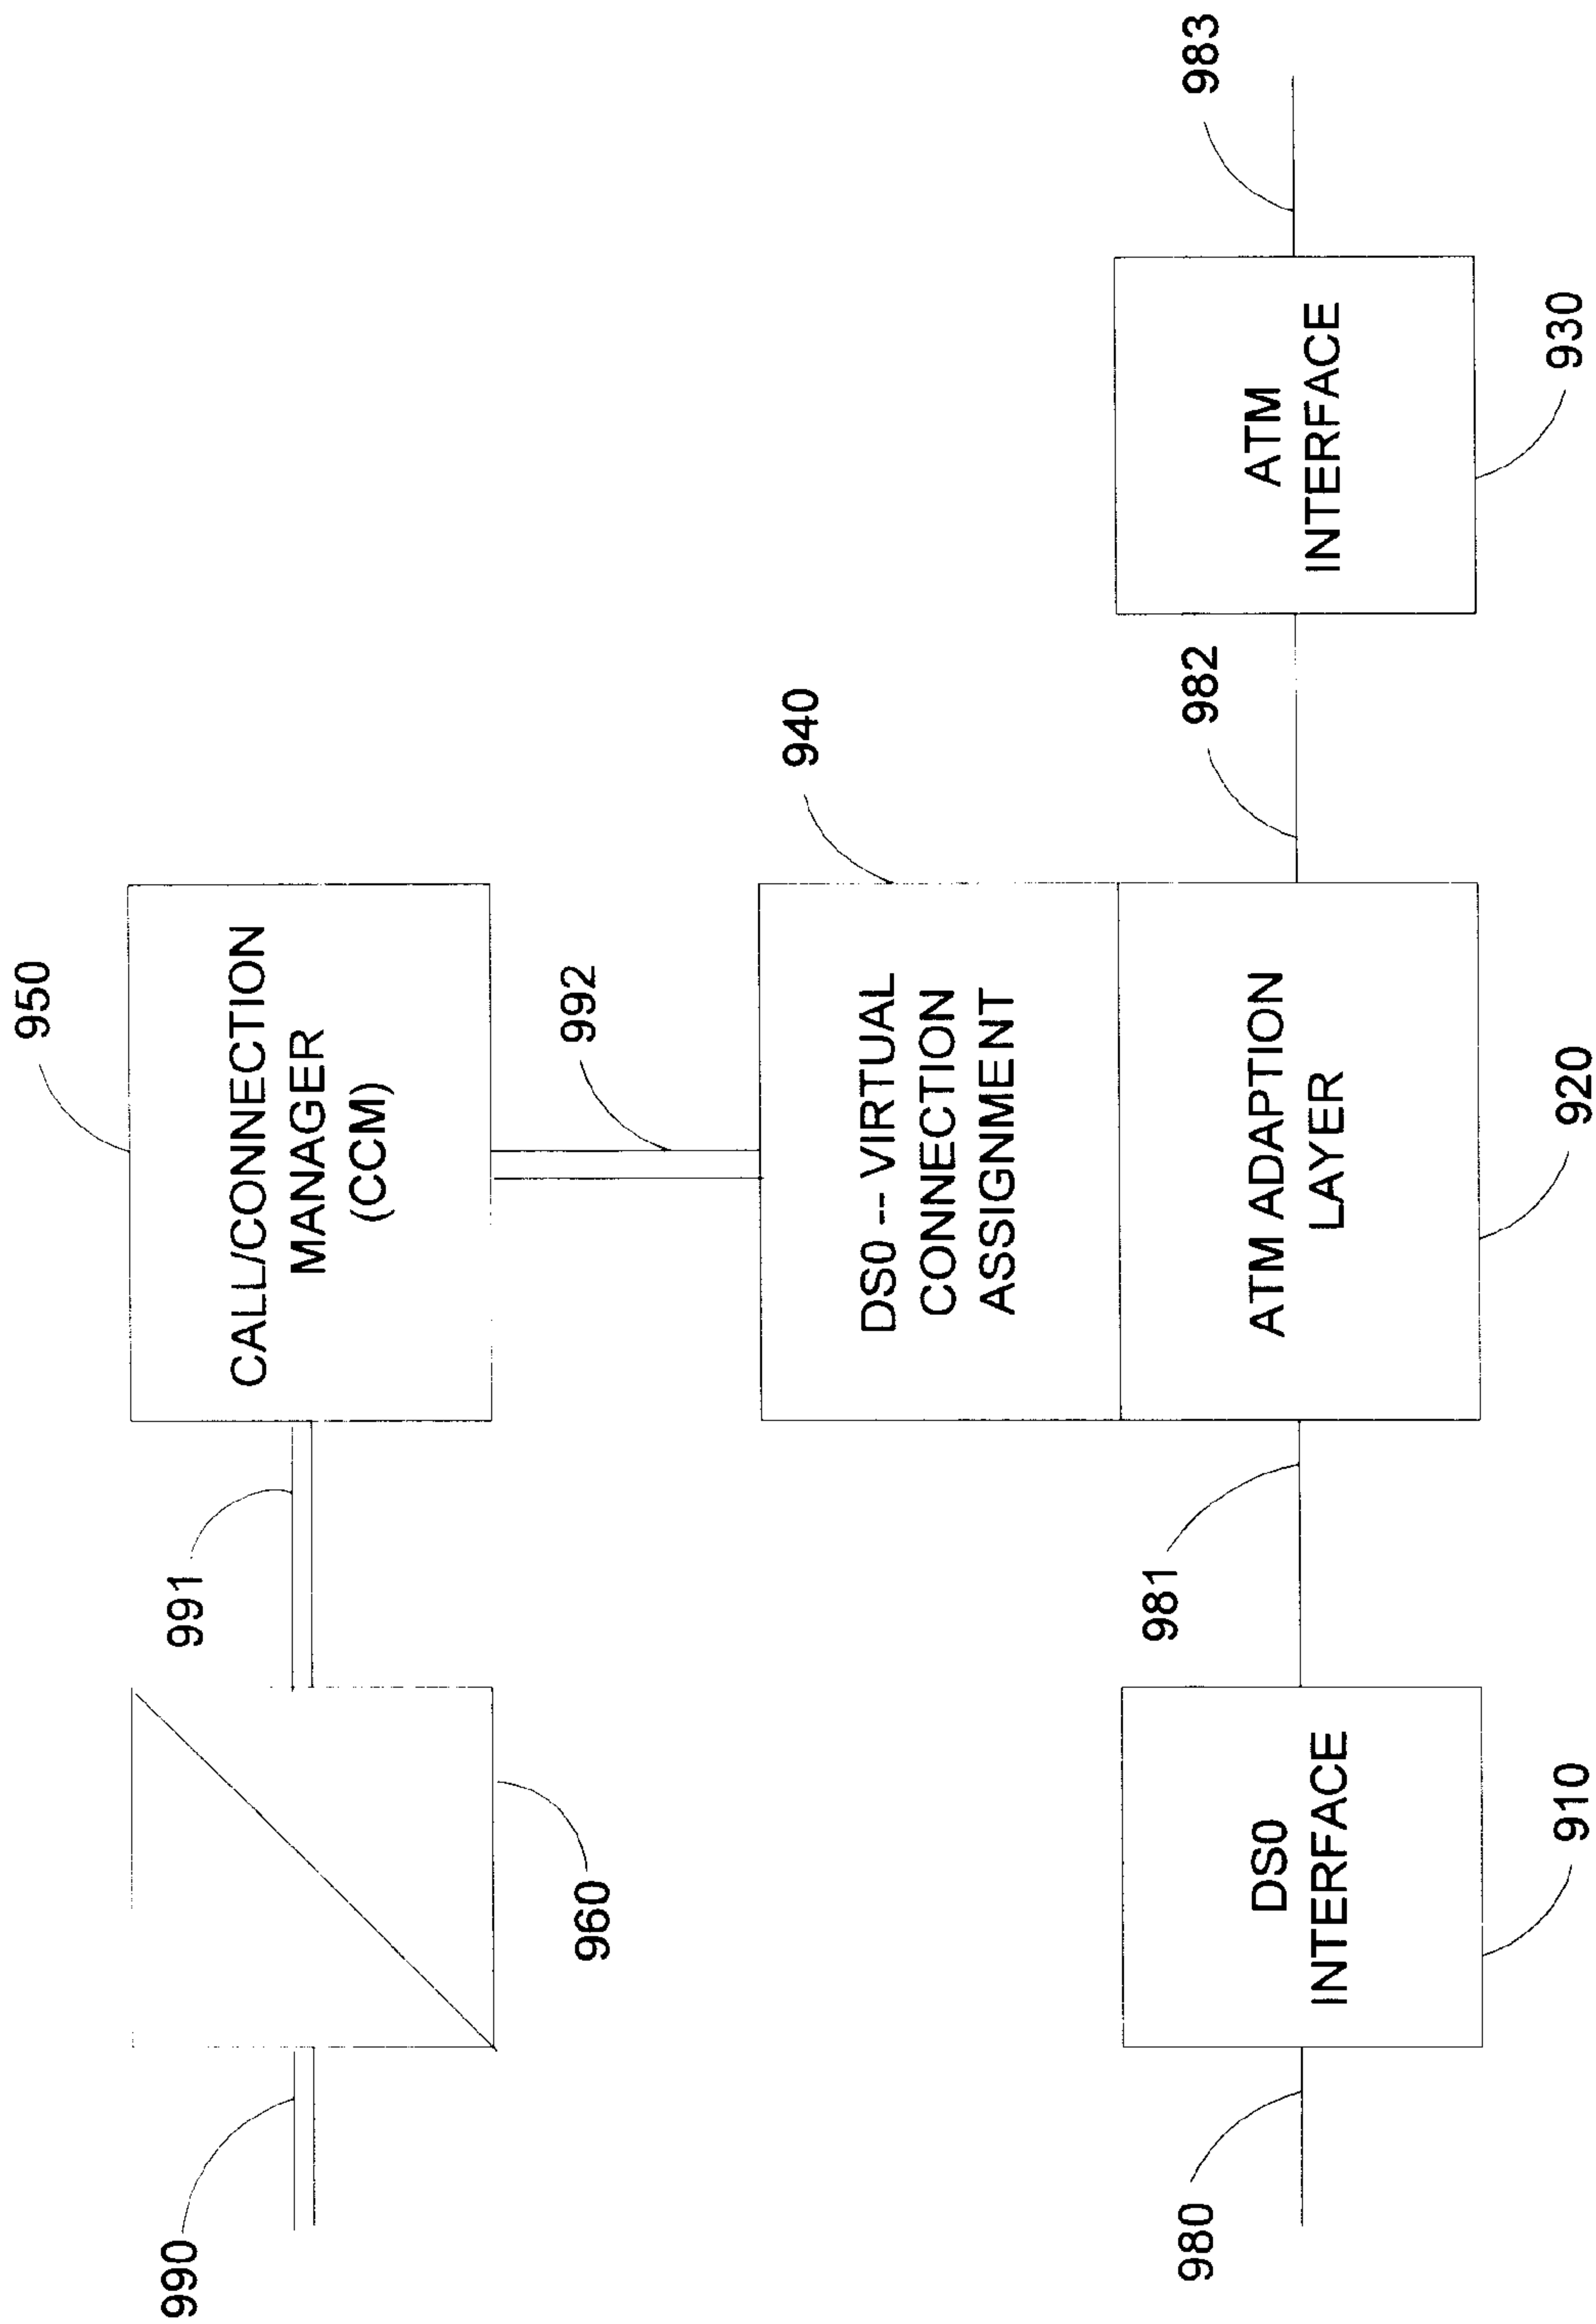 950
CALL/CONNECTION
MANAGER
(CCM)
990
991
960
992
940
DS0 -- VIRTUAL
CONNECTION
ASSIGNMENT
980
981
982
983
DS0
INTERFACE
ATM ADAPTION
LAYER
ATM
INTERFACE
910
920
930